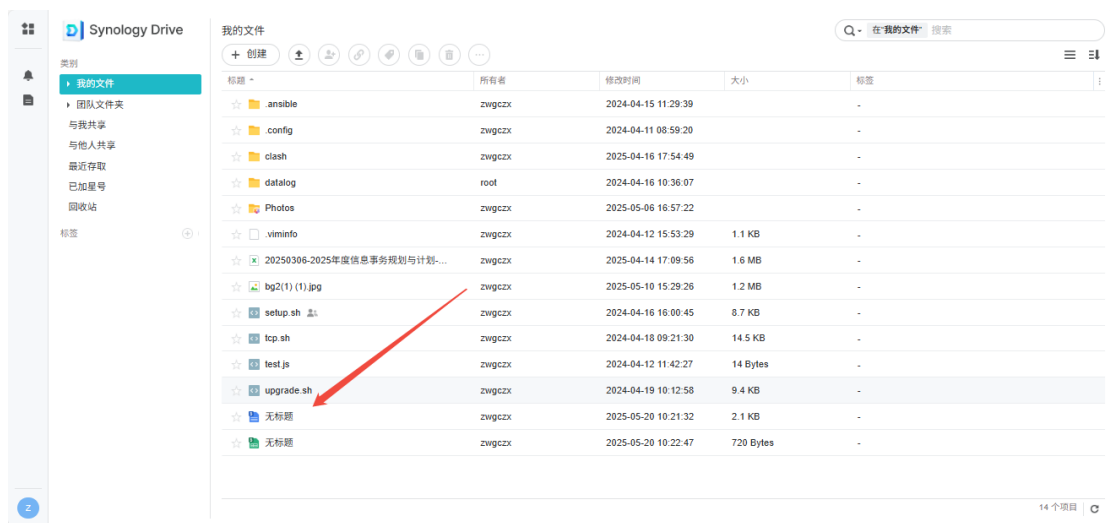 Synology Drive
类别
我的文件
团队文件夹
与我共享
与他人共享
最近存取
已加星号
回收站
标签
Z
我的文件
在"我的文件" 搜索
+ 创建
标题 所有者 修改时间 大小 标签
.ansible zwgczx 2024-04-15 11:29:39 -
.config zwgczx 2024-04-11 08:59:20 -
clash zwgczx 2025-04-16 17:54:49 -
datalog root 2024-04-16 10:36:07 -
Photos zwgczx 2025-05-06 16:57:22 -
.viminfo zwgczx 2024-04-12 15:53:29 1.1 KB -
20250306-2025年度信息事务规划与计划-... zwgczx 2025-04-14 17:09:56 1.6 MB -
bg2(1) (1).jpg zwgczx 2025-05-10 15:29:26 1.2 MB -
setup.sh zwgczx 2024-04-16 16:00:45 8.7 KB -
tcp.sh zwgczx 2024-04-18 09:21:30 14.5 KB -
test.js zwgczx 2024-04-12 11:42:27 14 Bytes -
upgrade.sh zwgczx 2024-04-19 10:12:58 9.4 KB -
无标题 zwgczx 2025-05-20 10:21:32 2.1 KB -
无标题 zwgczx 2025-05-20 10:22:47 720 Bytes -
14 个项目